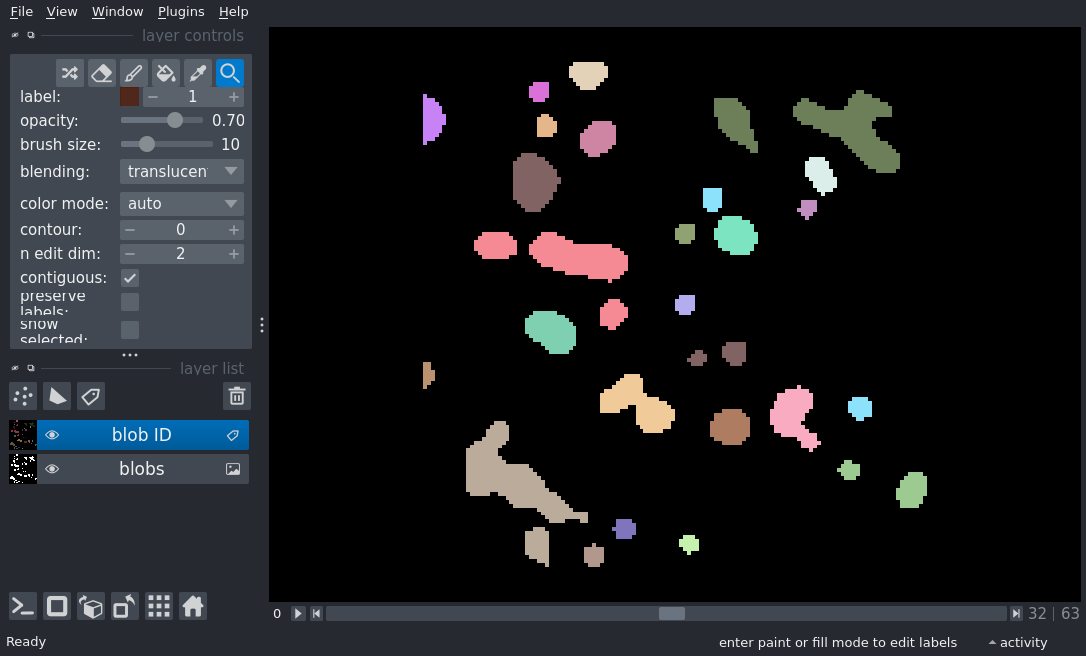 File View Window Plugins Help
layer controls
label: 1
opacity: 0.70
brush size: 10
blending: translucen
color mode: auto
contour: 0
n edit dim: 2
contiguous:
preserve
labels:
show
selected:
layer list
blob ID
blobs
0 32 | 63
Ready enter paint or fill mode to edit labels activity